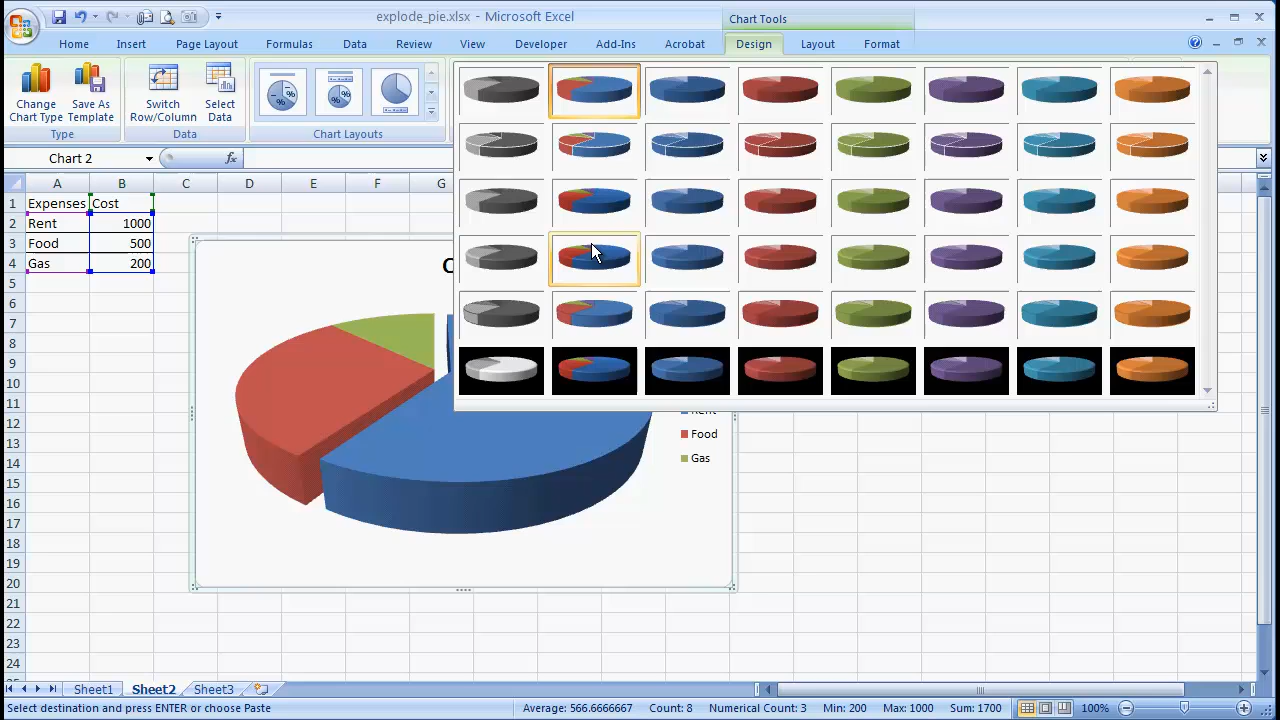 explode_pie.xlsx - Microsoft Excel
Chart Tools
Home Insert Page Layout Formulas Data Review View Developer Add-Ins Acrobat Design Layout Format
Change Chart Type
Save As Template
Switch Row/Column
Select Data
Type Data Chart Layouts
Chart 2 fx
A B C D E F G
1 Expenses Cost
2 Rent 1000
3 Food 500
4 Gas 200
5
6
7
8
9
10
11
12
13
14
15
16
17
18
19
20
21
22
23
24
Food
Gas
Sheet1 Sheet2 Sheet3
Select destination and press ENTER or choose Paste Average: 566.6666667 Count: 8 Numerical Count: 3 Min: 200 Max: 1000 Sum: 1700 100%